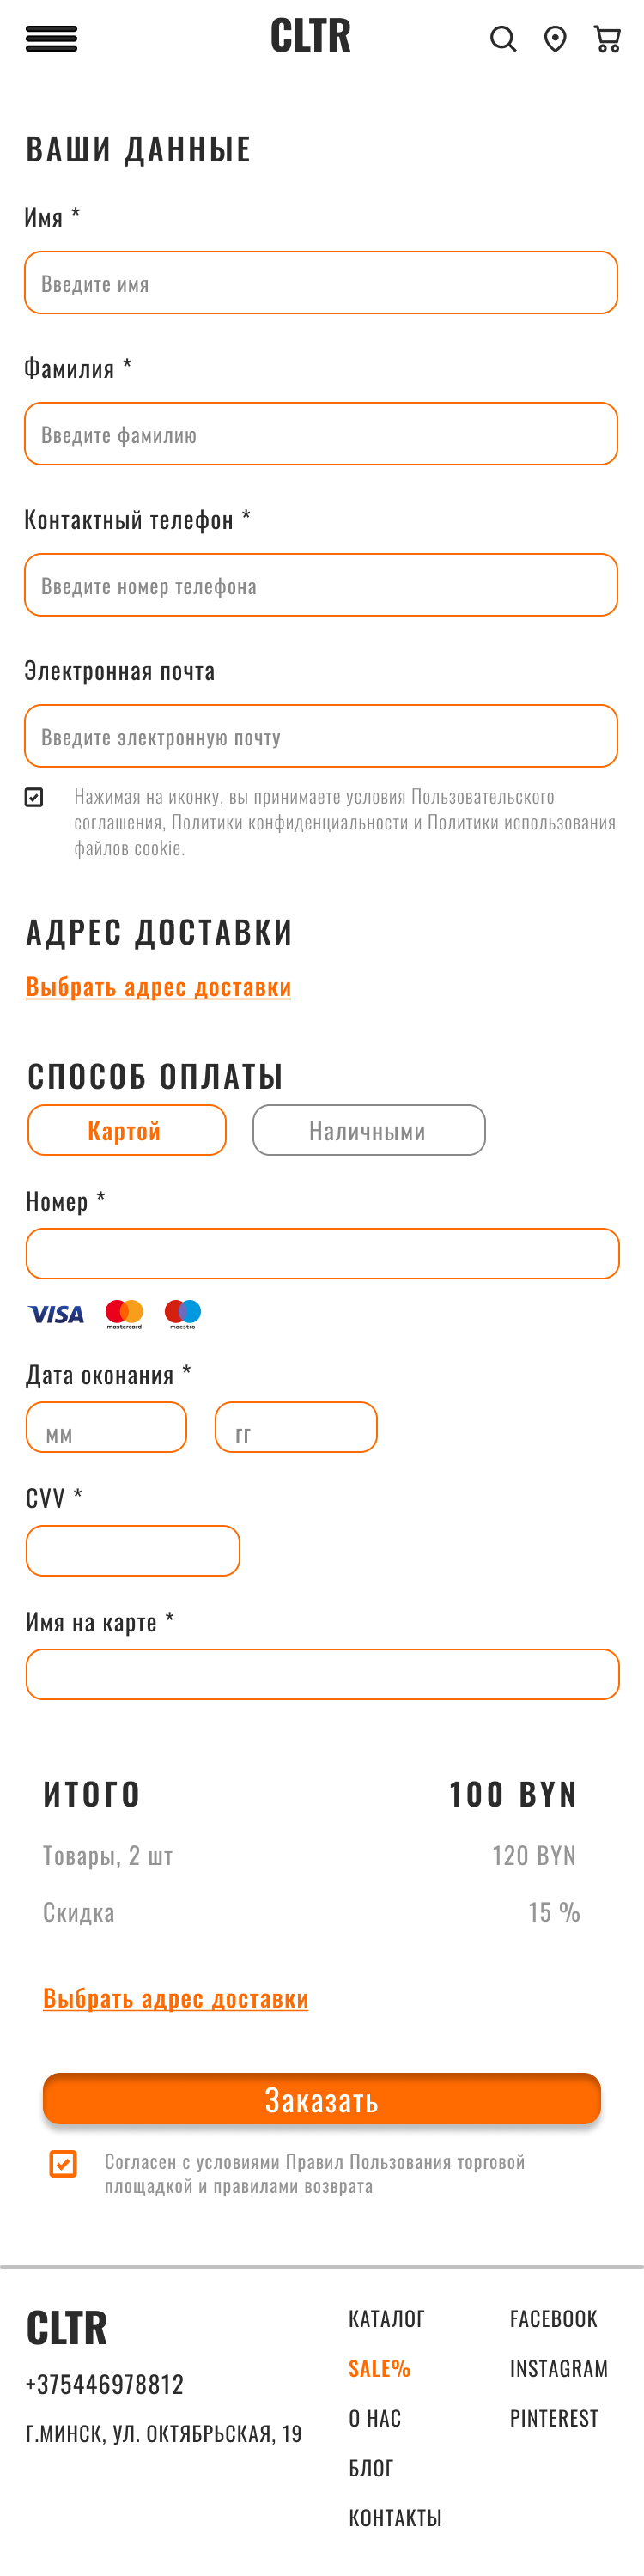 CLTR
ВАШИ ДАННЫЕ
Имя *
Введите имя
Фамилия *
Введите фамилию
Контактный телефон *
Введите номер телефона
Электронная почта
Введите электронную почту
Нажимая на иконку, вы принимаете условия Пользовательского
соглашения, Политики конфиденциальности и Политики использования
файлов cookie.
АДРЕС ДОСТАВКИ
Выбрать адрес доставки
СПОСОБ ОПЛАТЫ
Картой Наличными
Номер *
VISA mastercard maestro
Дата оконания *
мм гг
CVV *
Имя на карте *
ИТОГО 100 BYN
Товары, 2 шт 120 BYN
Скидка 15 %
Выбрать адрес доставки
Заказать
Согласен с условиями Правил Пользования торговой
площадкой и правилами возврата
CLTR
+375446978812
Г.МИНСК, УЛ. ОКТЯБРЬСКАЯ, 19
КАТАЛОГ
SALE%
О НАС
БЛОГ
КОНТАКТЫ
FACEBOOK
INSTAGRAM
PINTEREST